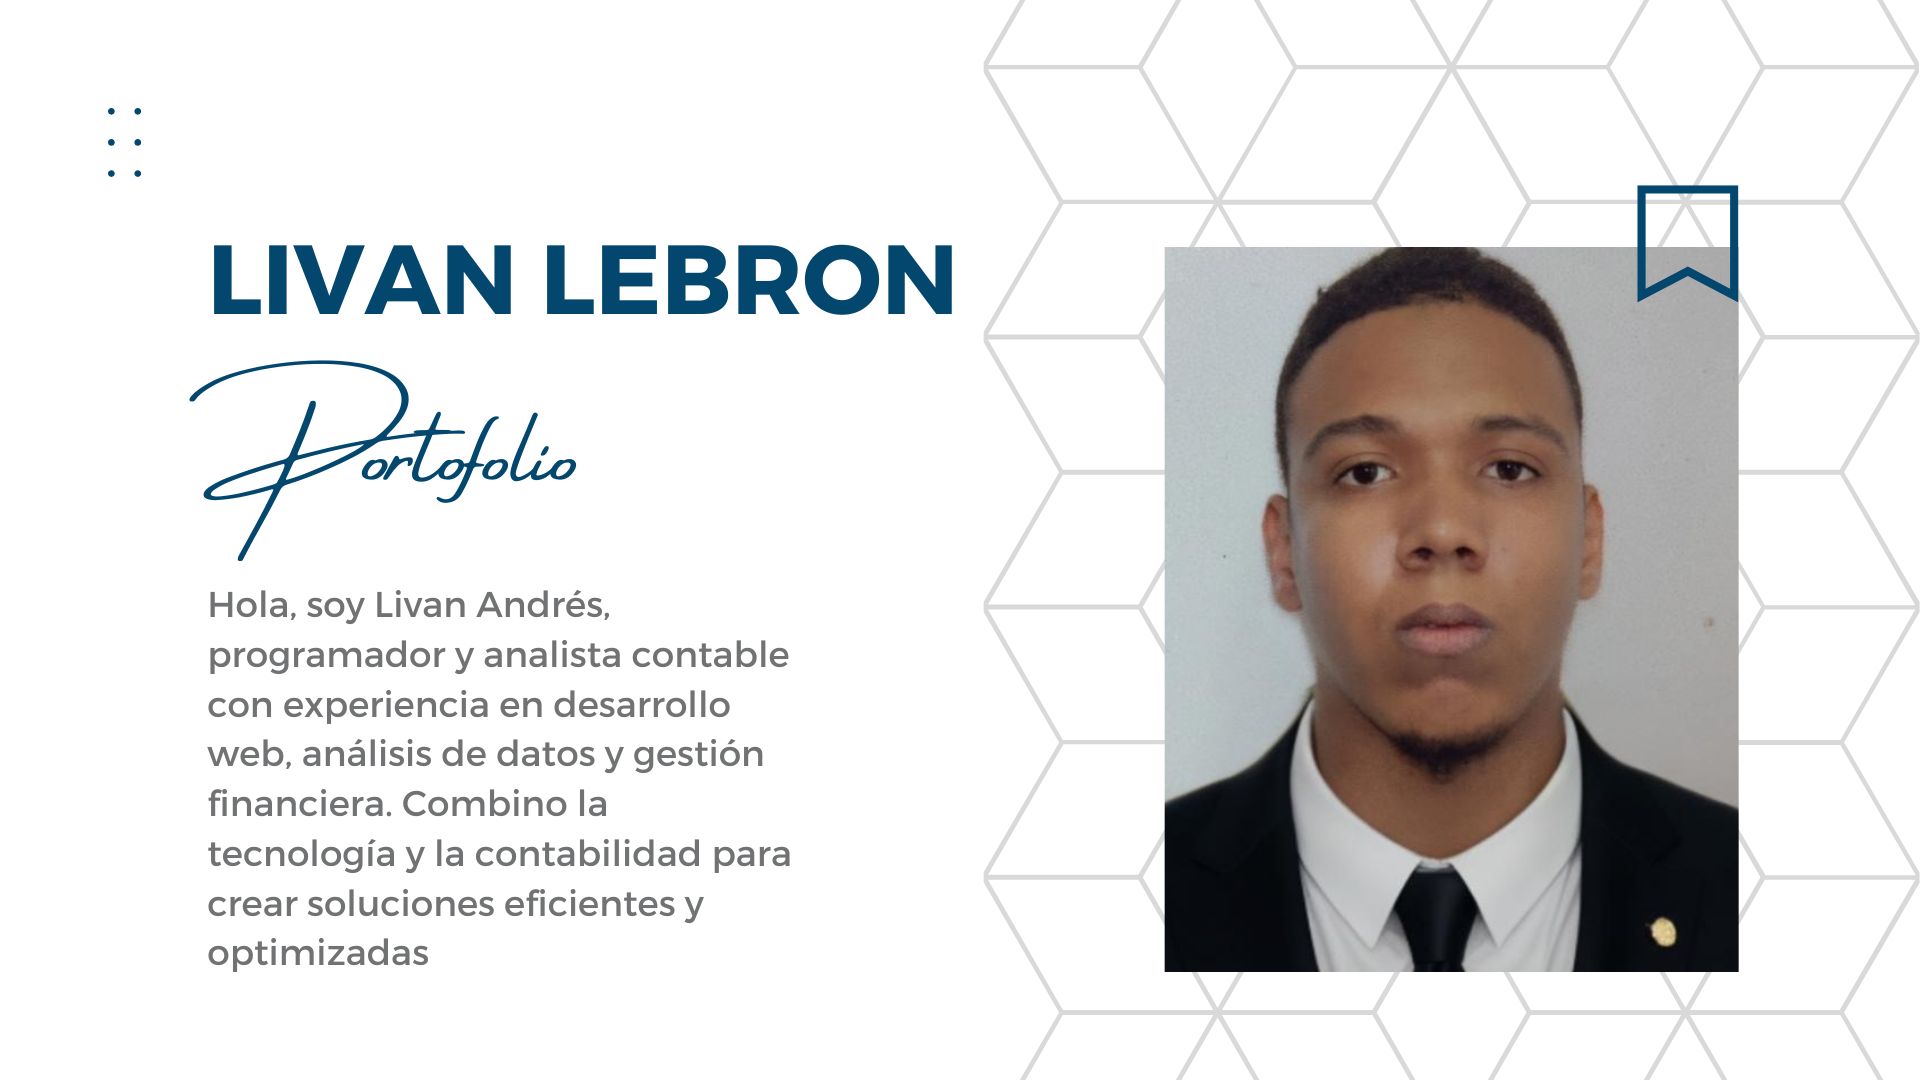 LIVAN LEBRON
Portofolio
Hola, soy Livan Andrés,
programador y analista contable
con experiencia en desarrollo
web, análisis de datos y gestión
financiera. Combino la
tecnología y la contabilidad para
crear soluciones eficientes y
optimizadas